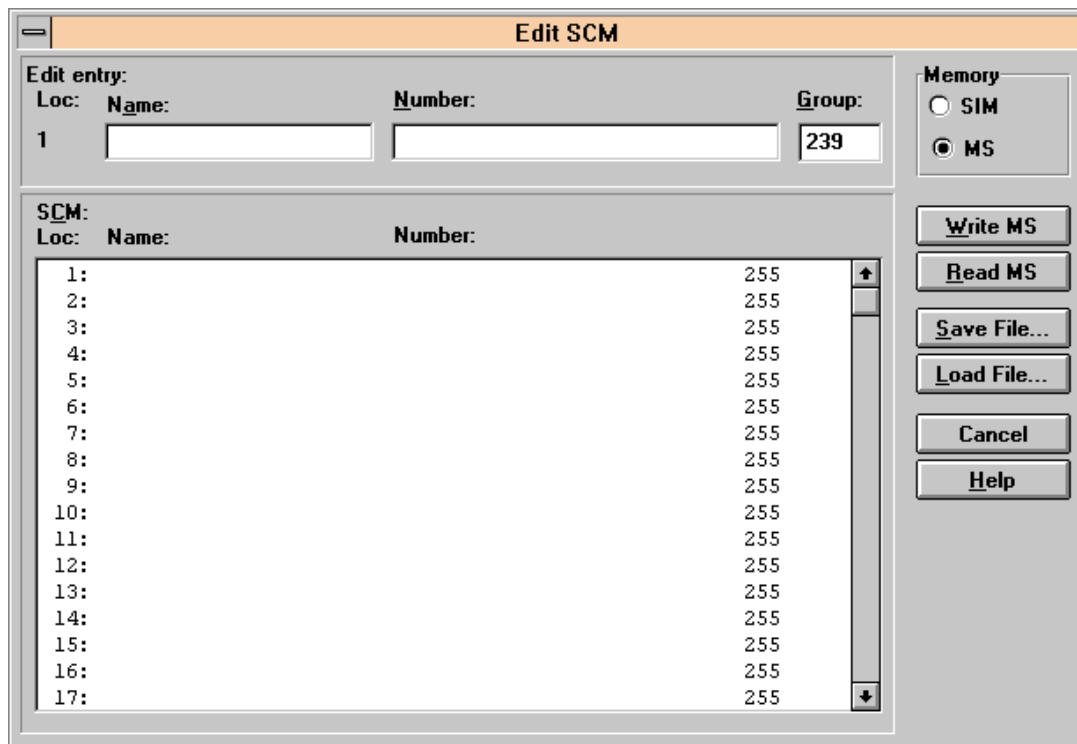 Edit SCM
Edit entry:
Loc: Name: Number: Group:
1 239
Memory
SIM
MS
SCM:
Loc: Name: Number:
1: 255
2: 255
3: 255
4: 255
5: 255
6: 255
7: 255
8: 255
9: 255
10: 255
11: 255
12: 255
13: 255
14: 255
15: 255
16: 255
17: 255
Write MS
Read MS
Save File...
Load File...
Cancel
Help